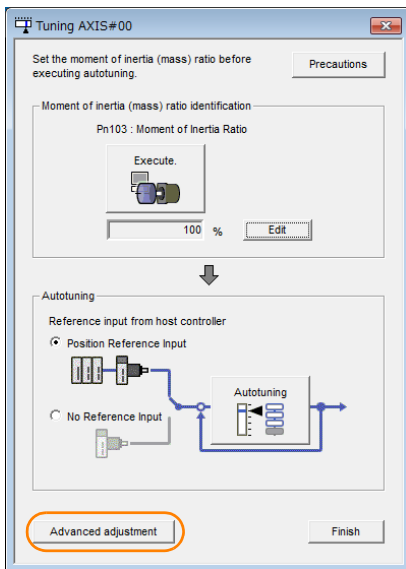 Tuning AXIS#00
Set the moment of inertia (mass) ratio before
executing autotuning.
Precautions
Moment of inertia (mass) ratio identification
Pn103 : Moment of Inertia Ratio
Execute.
100 %
Edit
Autotuning
Reference input from host controller
Position Reference Input
Autotuning
No Reference Input
Advanced adjustment
Finish